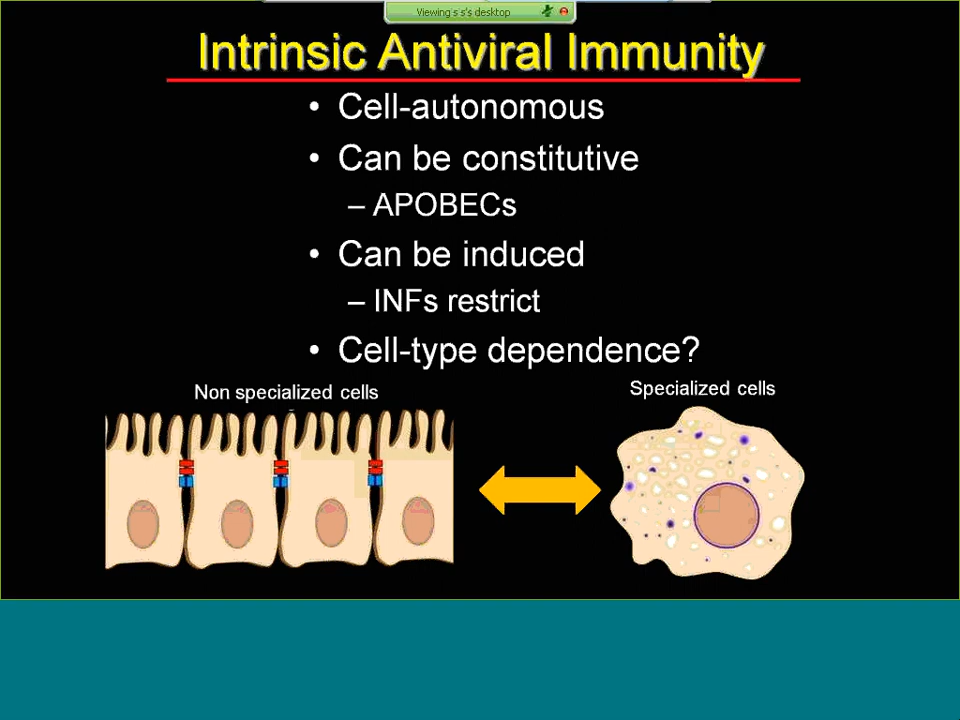 Viewing s's desktop
Intrinsic Antiviral Immunity
• Cell-autonomous
• Can be constitutive
– APOBECs
• Can be induced
– INFs restrict
• Cell-type dependence?
Non specialized cells
Specialized cells